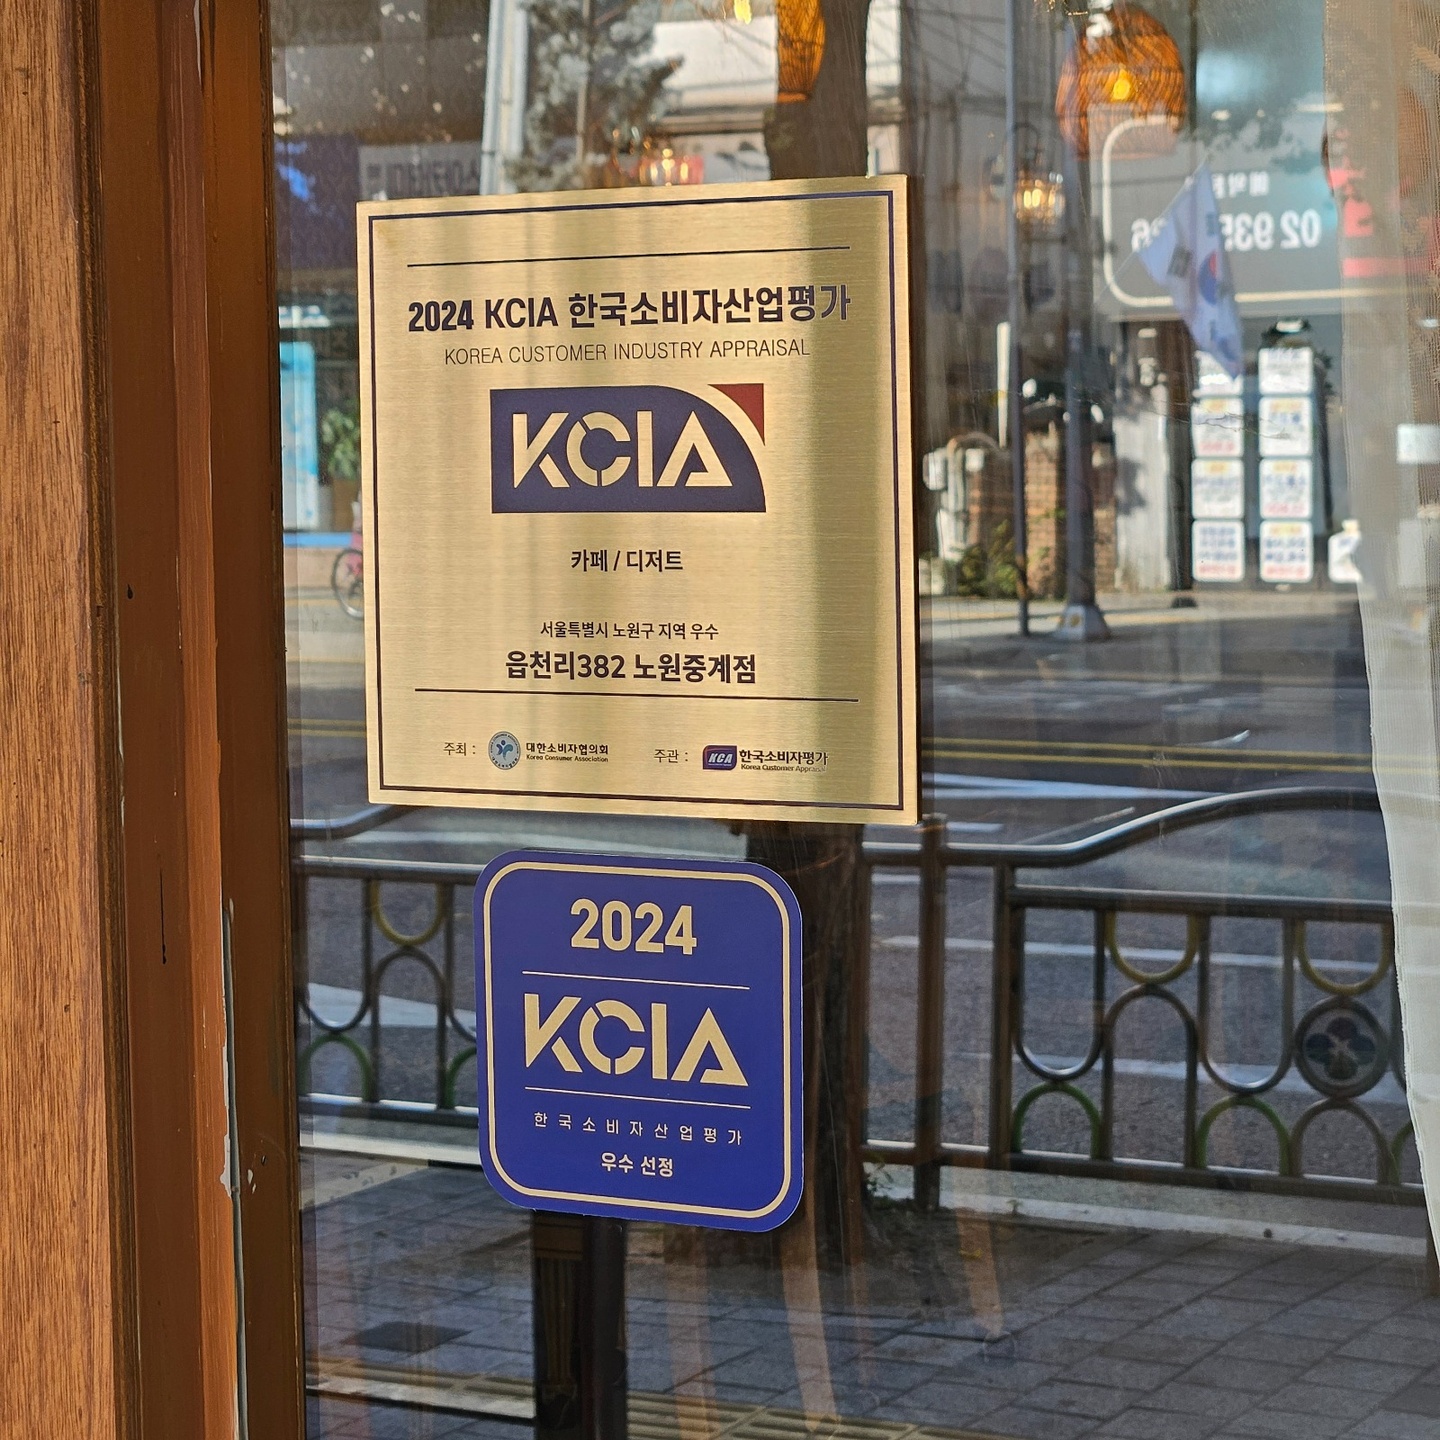 2024 KCIA 한국소비자산업평가
KOREA CUSTOMER INDUSTRY APPRAISAL
KCIA
카페 / 디저트
서울특별시 노원구 지역 우수
읍천리382 노원중계점
주최 : 대한소비자협의회
Korea Consumer Association
주관 : KCA 한국소비자평가
Korea Customer Appraisal
2024
KCIA
한국소비자산업평가
우수 선정
02 935